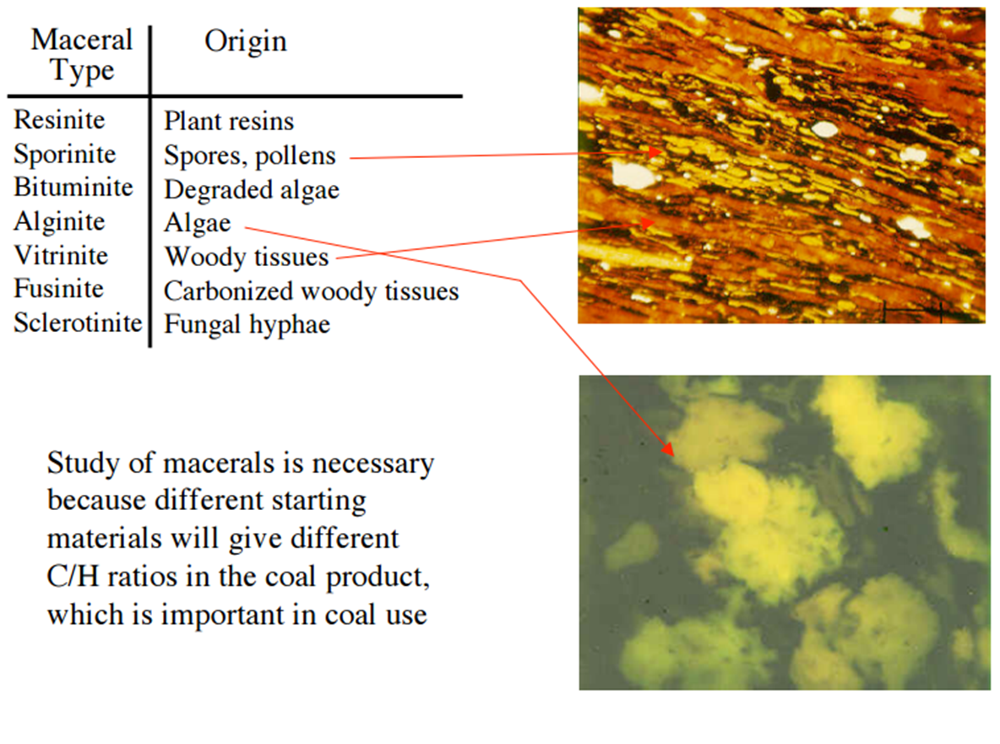 Maceral Type
Origin
Resinite Plant resins
Sporinite Spores, pollens
Bituminite Degraded algae
Alginite Algae
Vitrinite Woody tissues
Fusinite Carbonized woody tissues
Sclerotinite Fungal hyphae
Study of macerals is necessary
because different starting
materials will give different
C/H ratios in the coal product,
which is important in coal use